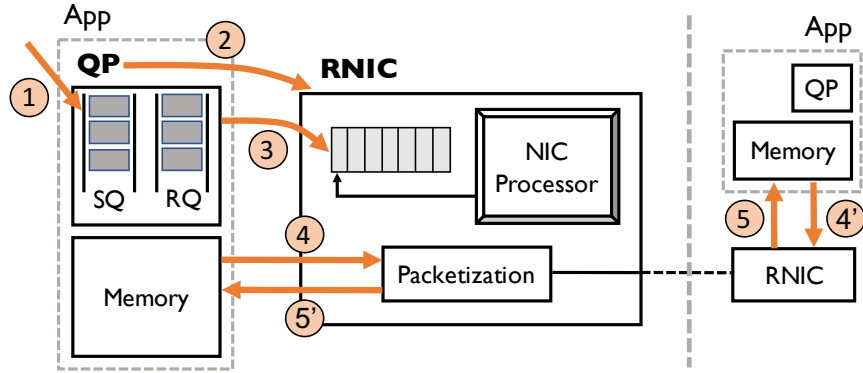 App
2
QP
RNIC
1
3
SQ
RQ
NIC
Processor
4
Memory
Packetization
5'
App
QP
Memory
5
4'
RNIC